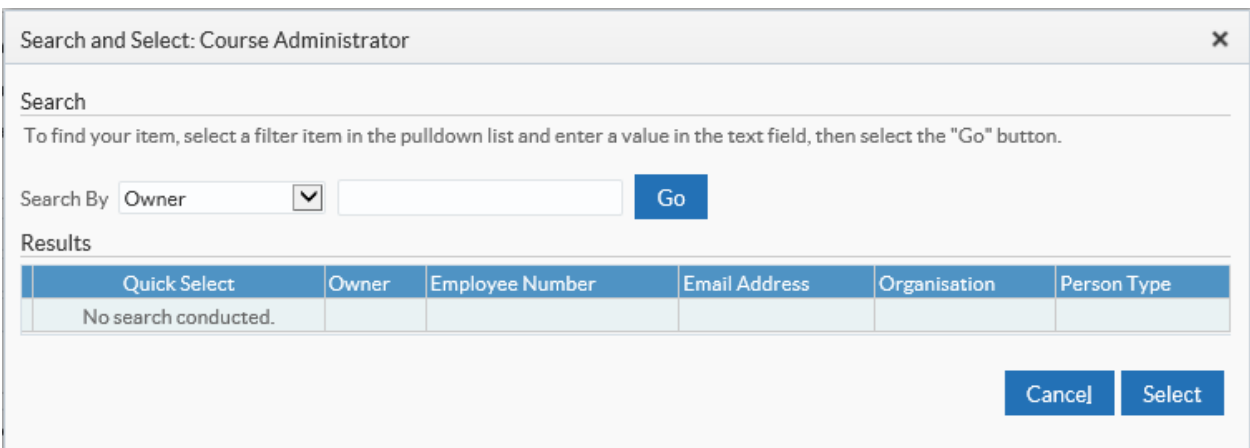 Search and Select: Course Administrator ×
Search
To find your item, select a filter item in the pulldown list and enter a value in the text field, then select the "Go" button.
Search By Owner Go
Results
Quick Select Owner Employee Number Email Address Organisation Person Type
No search conducted.
Cancel Select